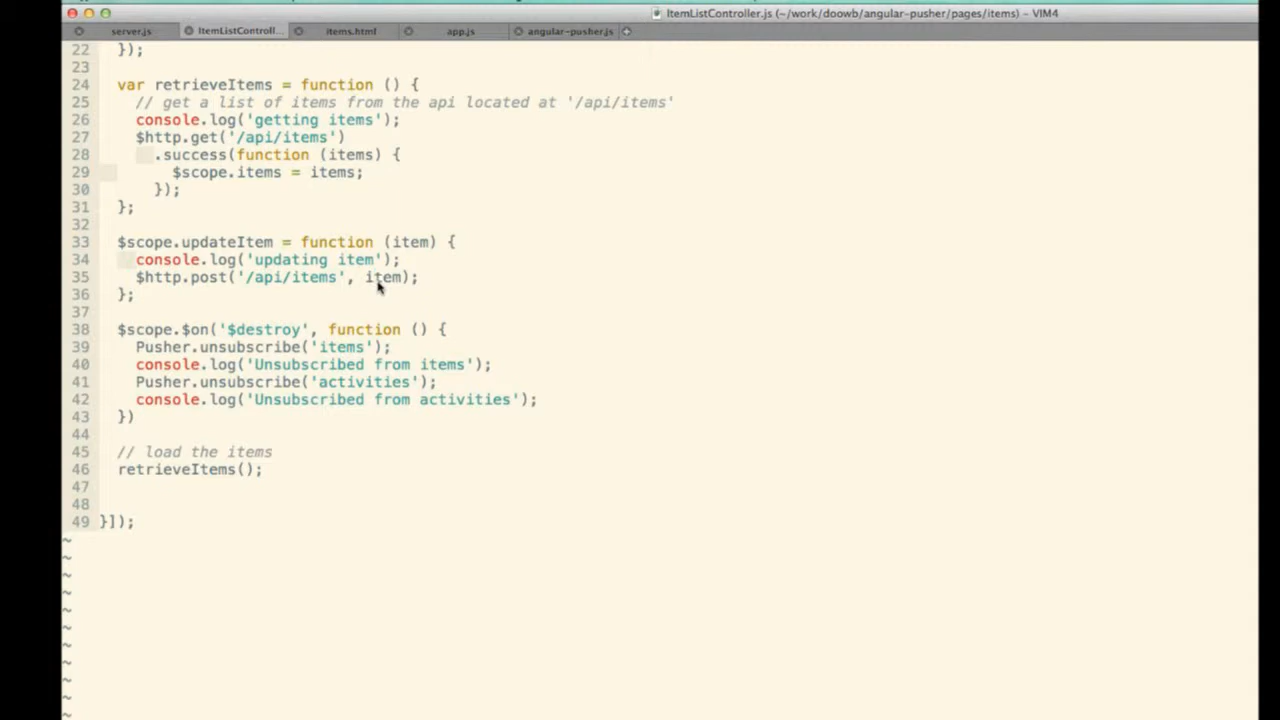 ItemListController.js (~/work/doowb/angular-pusher/pages/items) – VIM4
server.js ItemListControll... items.html app.js angular-pusher.js
22 });
23
24 var retrieveItems = function () {
25 // get a list of items from the api located at '/api/items'
26 console.log('getting items');
27 $http.get('/api/items')
28 .success(function (items) {
29 $scope.items = items;
30 });
31 };
32
33 $scope.updateItem = function (item) {
34 console.log('updating item');
35 $http.post('/api/items', item);
36 };
37
38 $scope.$on('$destroy', function () {
39 Pusher.unsubscribe('items');
40 console.log('Unsubscribed from items');
41 Pusher.unsubscribe('activities');
42 console.log('Unsubscribed from activities');
43 })
44
45 // load the items
46 retrieveItems();
47
48
49 }]);
~
~
~
~
~
~
~
~
~
~
~